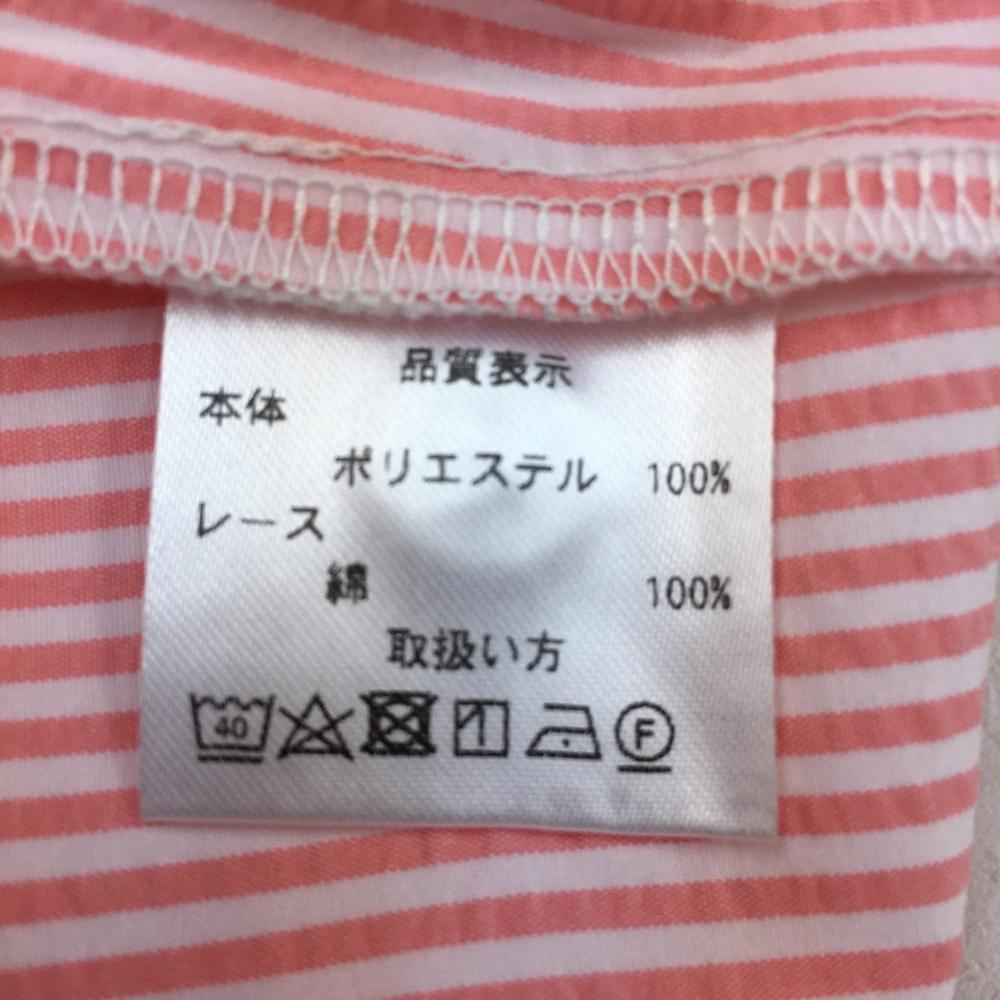 品質表示
本体
ポリエステル 100%
レース
綿 100%
取扱い方
40 F